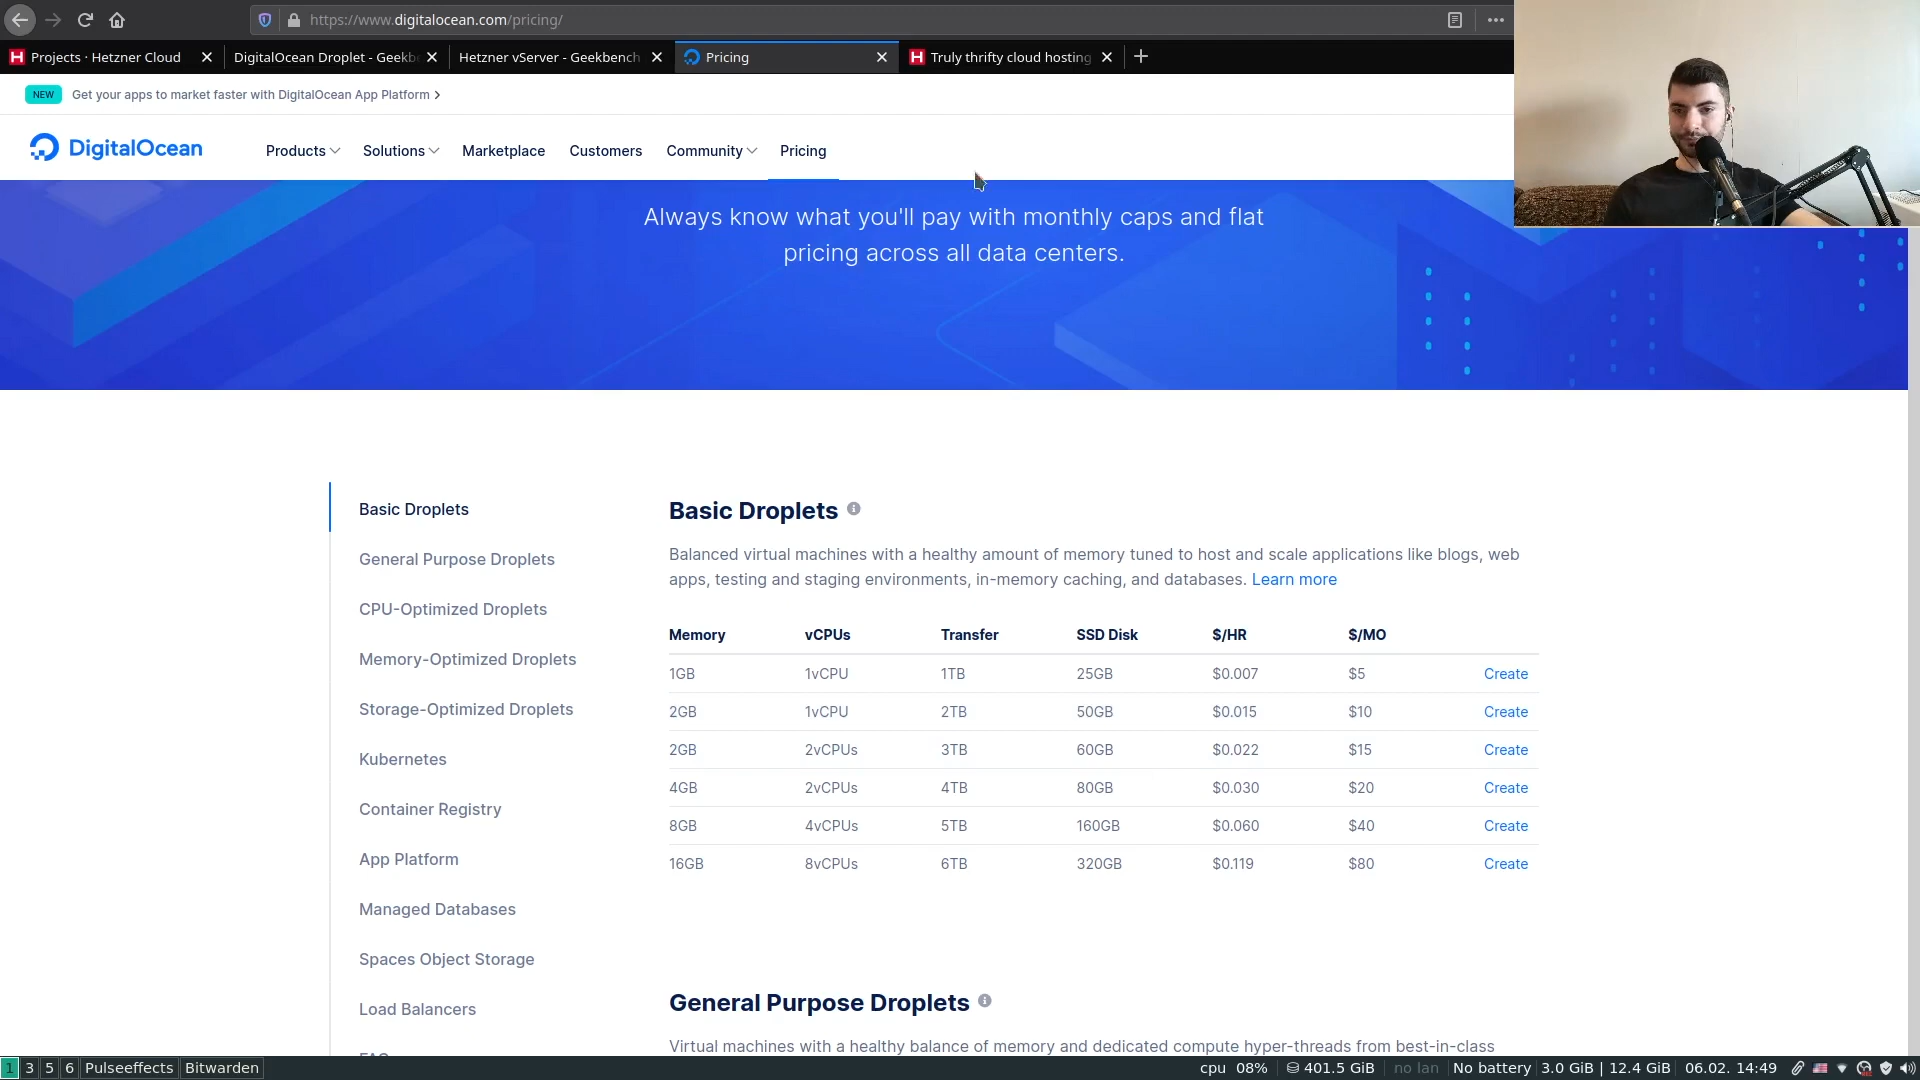 https://www.digitalocean.com/pricing/
Projects · Hetzner Cloud
DigitalOcean Droplet - Geekb
Hetzner vServer - Geekbench
Pricing
Truly thrifty cloud hosting
NEW Get your apps to market faster with DigitalOcean App Platform
DigitalOcean
Products
Solutions
Marketplace
Customers
Community
Pricing
Always know what you'll pay with monthly caps and flat
pricing across all data centers.
Basic Droplets
General Purpose Droplets
CPU-Optimized Droplets
Memory-Optimized Droplets
Storage-Optimized Droplets
Kubernetes
Container Registry
App Platform
Managed Databases
Spaces Object Storage
Load Balancers
Basic Droplets
Balanced virtual machines with a healthy amount of memory tuned to host and scale applications like blogs, web
apps, testing and staging environments, in-memory caching, and databases. Learn more
Memory vCPUs Transfer SSD Disk $/HR $/MO
1GB 1vCPU 1TB 25GB $0.007 $5 Create
2GB 1vCPU 2TB 50GB $0.015 $10 Create
2GB 2vCPUs 3TB 60GB $0.022 $15 Create
4GB 2vCPUs 4TB 80GB $0.030 $20 Create
8GB 4vCPUs 5TB 160GB $0.060 $40 Create
16GB 8vCPUs 6TB 320GB $0.119 $80 Create
General Purpose Droplets
Virtual machines with a healthy balance of memory and dedicated compute hyper-threads from best-in-class
1 3 5 6 Pulseeffects Bitwarden
cpu 08% 401.5 GiB no lan No battery 3.0 GiB | 12.4 GiB 06.02. 14:49